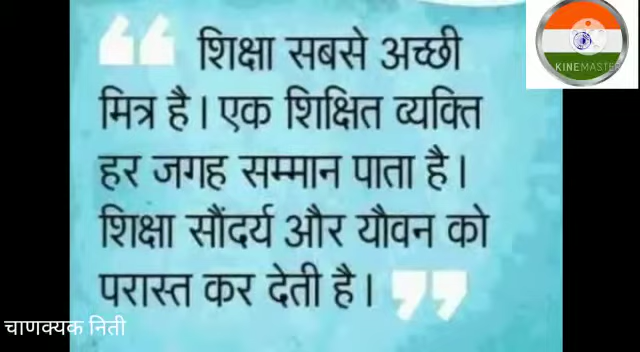 शिक्षा सबसे अच्छी
मित्र है। एक शिक्षित व्यक्ति
हर जगह सम्मान पाता है।
शिक्षा सौंदर्य और यौवन को
परास्त कर देती है।
चाणक्यक निती
KINEMASTER